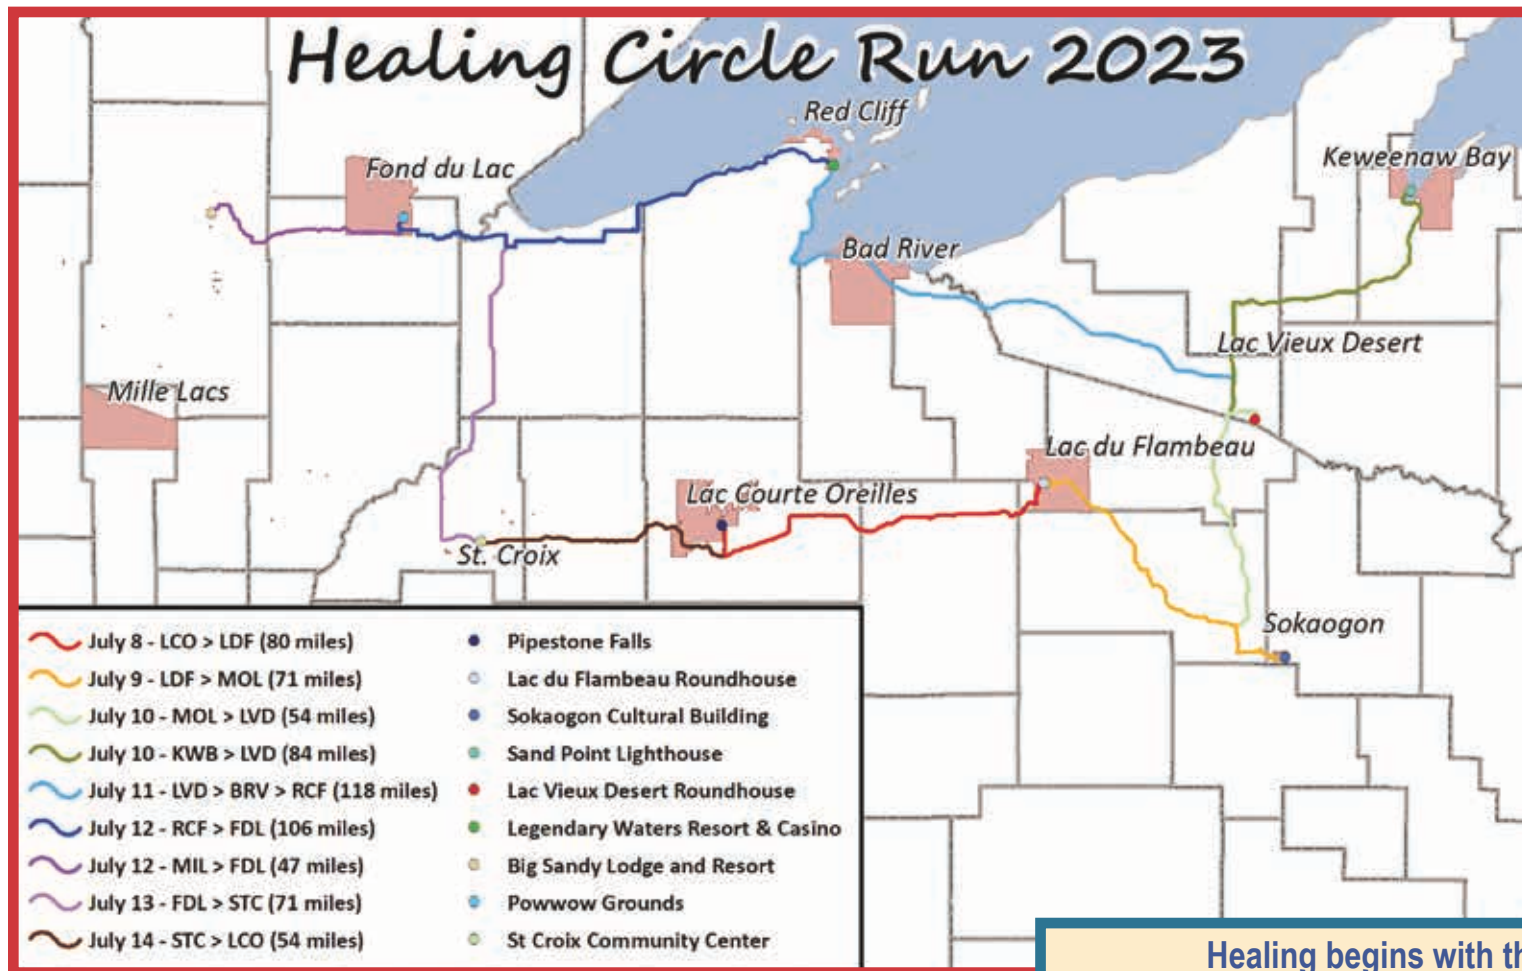 Healing Circle Run 2023
Red Cliff
Fond du Lac
Keweenaw Bay
Bad River
Lac Vieux Desert
Mille Lacs
Lac du Flambeau
Lac Courte Oreilles
St. Croix
Sokaogon
July 8 - LCO > LDF (80 miles)
July 9 - LDF > MOL (71 miles)
July 10 - MOL > LVD (54 miles)
July 10 - KWB > LVD (84 miles)
July 11 - LVD > BRV > RCF (118 miles)
July 12 - RCF > FDL (106 miles)
July 12 - MIL > FDL (47 miles)
July 13 - FDL > STC (71 miles)
July 14 - STC > LCO (54 miles)
Pipestone Falls
Lac du Flambeau Roundhouse
Sokaogon Cultural Building
Sand Point Lighthouse
Lac Vieux Desert Roundhouse
Legendary Waters Resort & Casino
Big Sandy Lodge and Resort
Powwow Grounds
St Croix Community Center
Healing begins with th